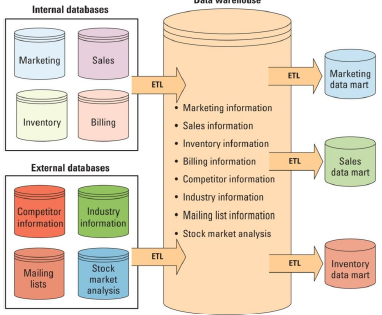 Internal databases
Marketing
Sales
Inventory
Billing
External databases
Competitor
information
Industry
information
Mailing
lists
Stock
market
analysis
ETL
ETL
Data warehouse
• Marketing information
• Sales information
• Inventory information
• Billing information
• Competitor information
• Industry information
• Mailing list information
• Stock market analysis
ETL
Marketing
data mart
ETL
Sales
data mart
ETL
Inventory
data mart